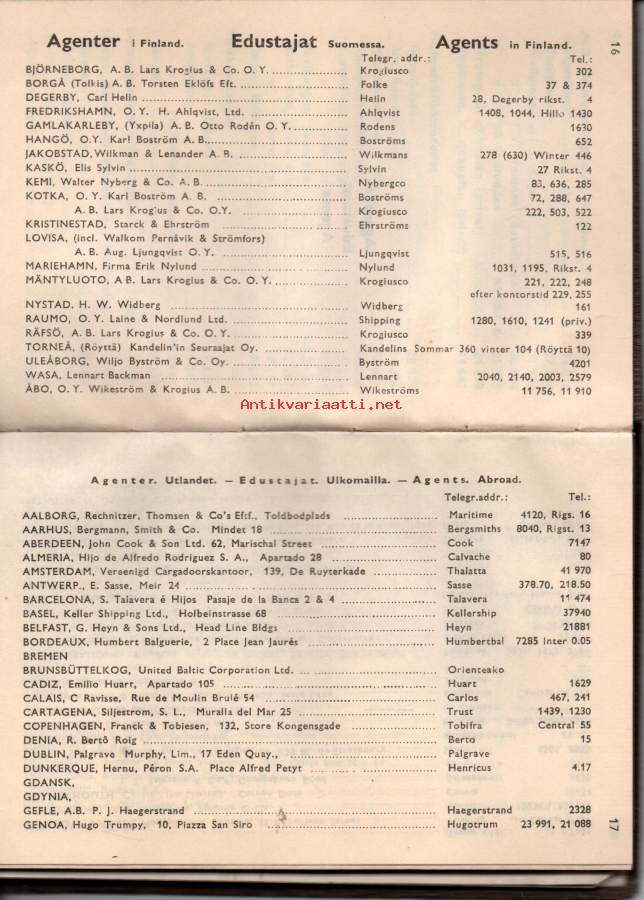 Agenter i Finland. Edustajat Suomessa. Agents in Finland. 16
Telegr. addr.: Tel.:
BJÖRNEBORG, A. B. Lars Krogius & Co. O. Y. Krogiusco 302
BORGÅ (Tolkis) A. B. Torsten Eklöfs Eft. Folke 37 & 374
DEGERBY, Carl Helin Helin 28, Degerby rikst. 4
FREDRIKSHAMN, O. Y. H. Ahlqvist, Ltd. Ahlqvist 1408, 1044, Hillo 1430
GAMLAKARLEBY, (Yxpila) A. B. Otto Rodén O. Y. Rodens 1630
HANGÖ, O.Y. Karl Boström A. B. Boströms 652
JAKOBSTAD, Wilkman & Lenander A. B. Wilkmans 278 (630) Winter 446
KASKÖ, Elis Sylvin Sylvin 27 Rikst. 4
KEMI, Walter Nyberg & Co. A. B. Nybergco 83, 636, 285
KOTKA, O. Y. Karl Boström A. B. Boströms 72, 288, 647
A. B. Lars Krogius & Co. O.Y. Krogiusco 222, 503, 522
KRISTINESTAD, Starck & Ehrström Ehrströms 122
LOVISA, (incl. Walkom Pernåvik & Strömfors)
A. B. Aug. Ljungqvist O. Y. Ljungqvist 515, 516
MARIEHAMN, Firma Erik Nylund Nylund 1031, 1195, Rikst. 4
MÄNTYLUOTO, A B. Lars Krogius & Co. O. Y. Krogiusco 221, 222, 248
efter kontorstid 229, 255
NYSTAD, H. W. Widberg Widberg 161
RAUMO, O. Y. Laine & Nordlund Ltd. Shipping 1280, 1610, 1241 (priv.)
RÄFSÖ, A. B. Lars Krogius & Co. O. Y. Krogiusco 339
TORNEÅ, (Röyttä) Kandelin'in Seuraajat Oy. Kandelins Sommar 360 vinter 104 (Röyttä 10)
ULEÅBORG, Wiljo Byström & Co. Oy. Byström 4201
WASA, Lennart Backman Lennart 2040, 2140, 2003, 2579
ÅBO, O. Y. Wikeström & Krogius A. B. Wikeströms 11 756, 11 910
Antikvariaatti.net
Agenter. Utlandet. — Edustajat. Ulkomailla. — Agents. Abroad.
Telegr.addr.: Tel.:
AALBORG, Rechnitzer, Thomsen & Co's Eftf., Toldbodplads Maritime 4120, Rigs. 16
AARHUS, Bergmann, Smith & Co. Mindet 18 Bergsmiths 8040, Rigst. 13
ABERDEEN, John Cook & Son Ltd. 62, Marischal Street Cook 7147
ALMERIA, Hijo de Alfredo Rodriguez S. A., Apartado 28 Calvache 80
AMSTERDAM, Vereenigd Cargadoorskantoor, 139, De Ruyterkade Thalatta 41 970
ANTWERP., E. Sasse, Meir 24 Sasse 378.70, 218.50
BARCELONA, S. Talavera é Hijos Pasaje de la Banca 2 & 4 Talavera 11 474
BASEL, Keller Shipping Ltd., Holbeinstrasse 68 Kellership 37940
BELFAST, G. Heyn & Sons Ltd., Head Line Bldgs Heyn 21881
BORDEAUX, Humbert Balguerie, 2 Place Jean Jaurés Humbertbal 7285 Inter 0.05
BREMEN
BRUNSBÜTTELKOG, United Baltic Corporation Ltd. Orienteako
CADIZ, Emilio Huart, Apartado 105 Huart 1629
CALAIS, C Ravisse, Rue de Moulin Brulé 54 Carlos 467, 241
CARTAGENA, Siljestrom, S. L., Muralla del Mar 25 Trust 1439, 1230
COPENHAGEN, Franck & Tobiesen, 132, Store Kongensgade Tobifra Central 55
DENIA, R. Bertö Roig Berto 15
DUBLIN, Palgrave Murphy, Lim., 17 Eden Quay., Palgrave
DUNKERQUE, Hernu, Péron S.A. Place Alfred Petyt Henricus 4.17
GDANSK,
GDYNIA,
GEFLE, A.B. P. J. Haegerstrand Haegerstrand 2328
GENOA, Hugo Trumpy, 10, Piazza San Siro Hugotrum 23 991, 21 088
17